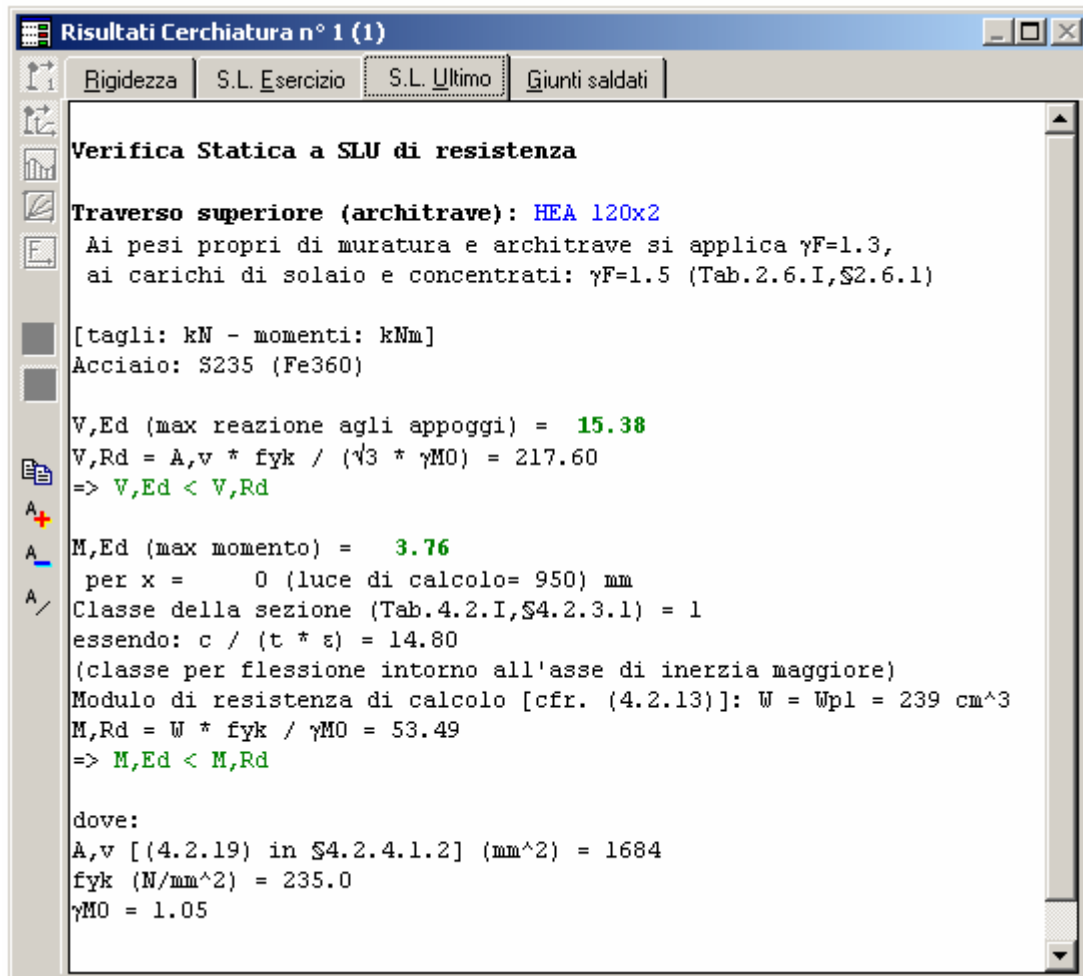 Risultati Cerchiatura n° 1 (1)
Rigidezza S.L. Esercizio S.L. Ultimo Giunti saldati
Verifica Statica a SLU di resistenza
Traverso superiore (architrave): HEA 120x2
Ai pesi propri di muratura e architrave si applica γF=1.3,
ai carichi di solaio e concentrati: γF=1.5 (Tab.2.6.I,§2.6.1)
[tagli: kN - momenti: kNm]
Acciaio: S235 (Fe360)
V,Ed (max reazione agli appoggi) = 15.38
V,Rd = A,v * fyk / (√3 * γM0) = 217.60
=> V,Ed < V,Rd
M,Ed (max momento) = 3.76
per x = 0 (luce di calcolo= 950) mm
Classe della sezione (Tab.4.2.I,§4.2.3.1) = 1
essendo: c / (t * ε) = 14.80
(classe per flessione intorno all'asse di inerzia maggiore)
Modulo di resistenza di calcolo [cfr. (4.2.13)]: W = Wpl = 239 cm^3
M,Rd = W * fyk / γM0 = 53.49
=> M,Ed < M,Rd
dove:
A,v [(4.2.19) in §4.2.4.1.2] (mm^2) = 1684
fyk (N/mm^2) = 235.0
γM0 = 1.05